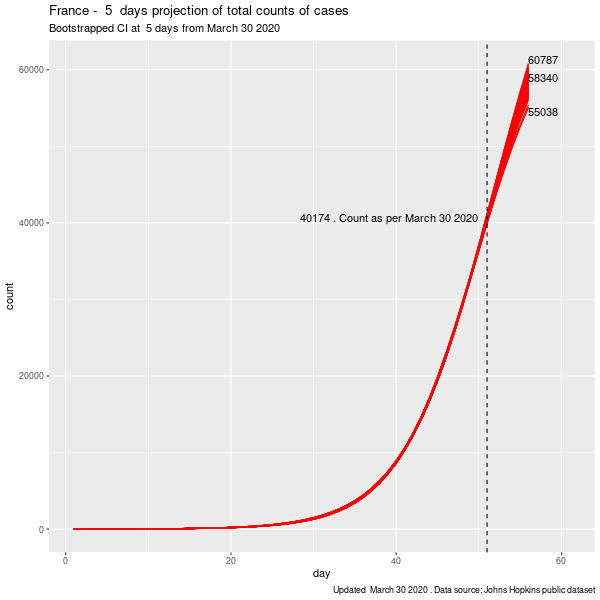 France -  5  days projection of total counts of cases
Bootstrapped CI at  5 days from March 30 2020
60787
60000
58340
55038
40174 . Count as per March 30 2020
40000
count
20000
0
0 20 40 60
day
Updated  March 30 2020 . Data source: Johns Hopkins public dataset